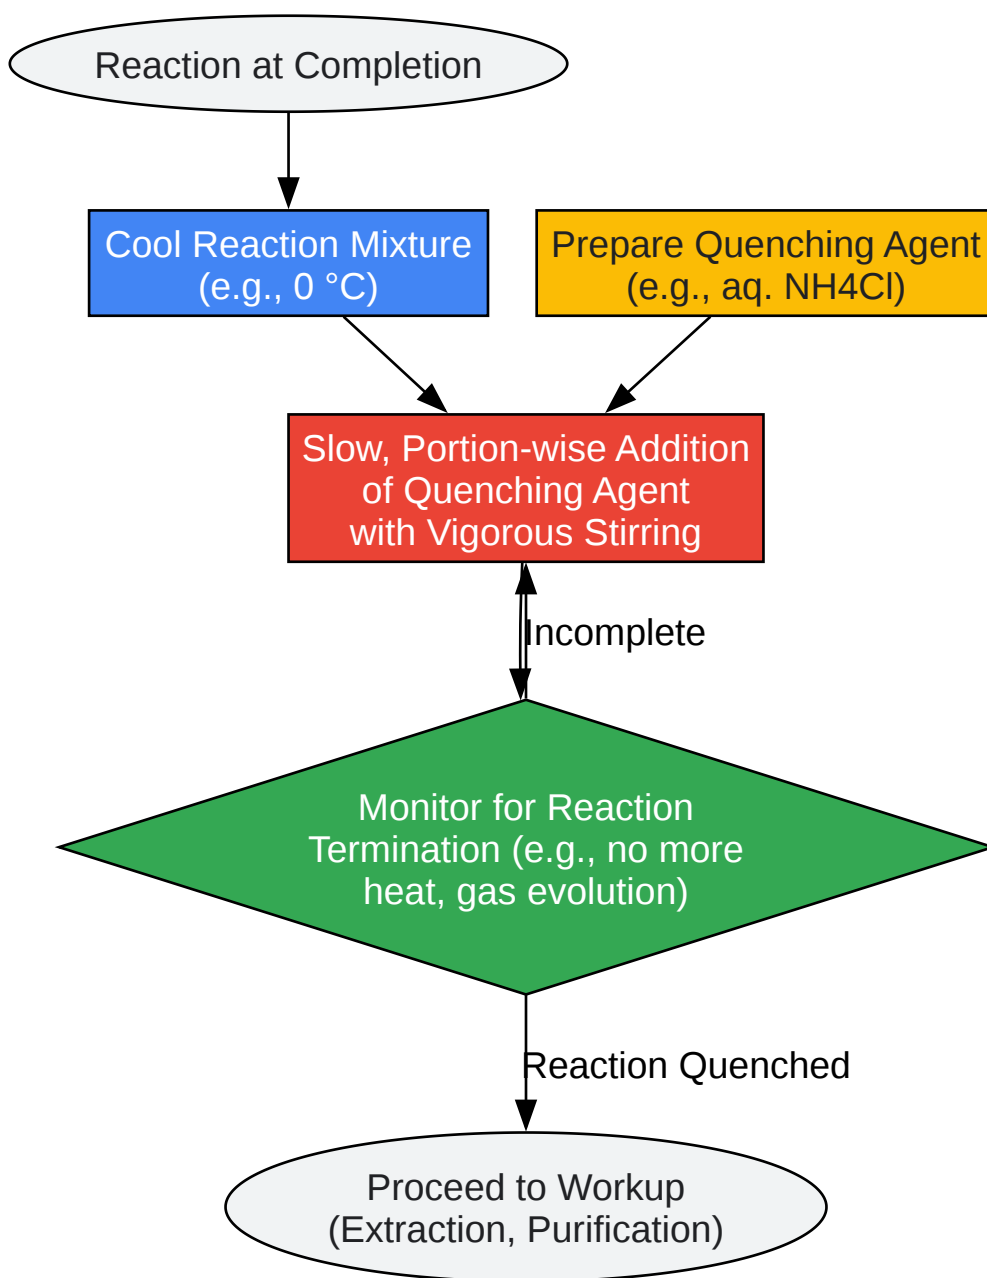 Reaction at Completion
Cool Reaction Mixture
(e.g., 0 °C)
Prepare Quenching Agent
(e.g., aq. NH4Cl)
Slow, Portion-wise Addition
of Quenching Agent
with Vigorous Stirring
Incomplete
Monitor for Reaction
Termination (e.g., no more
heat, gas evolution)
Reaction Quenched
Proceed to Workup
(Extraction, Purification)